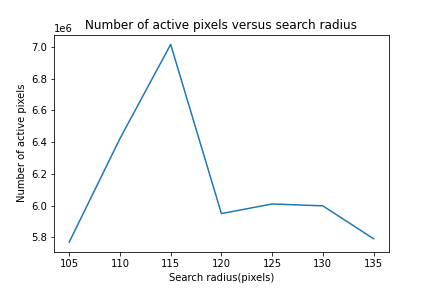 Number of active pixels versus search radius
1e6
7.0
6.8
6.6
6.4
6.2
6.0
5.8
Number of active pixels
105 110 115 120 125 130 135
Search radius(pixels)